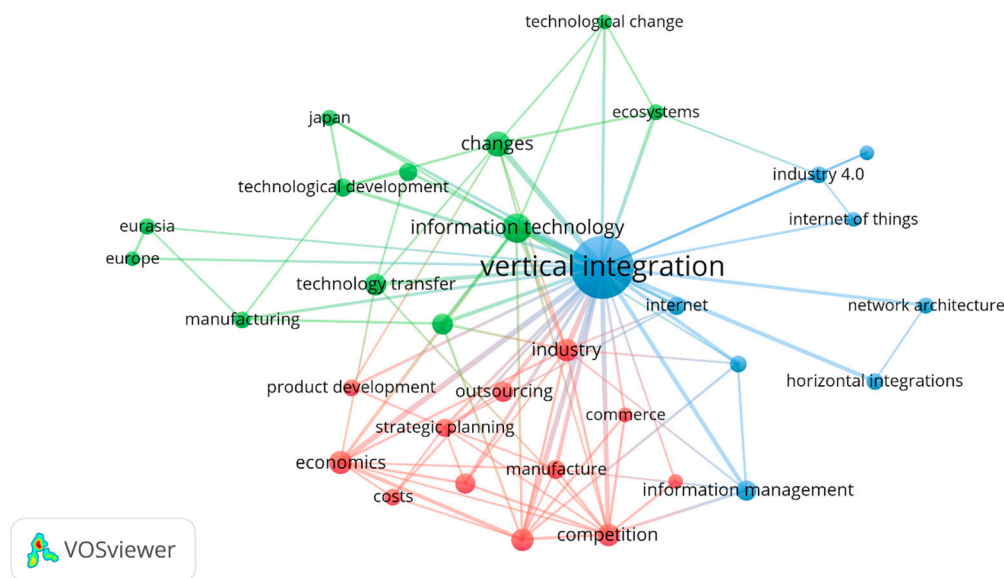 technological change
ecosystems
japan
changes
industry 4.0
technological development
internet of things
eurasia
information technology
europe
vertical integration
technology transfer
internet
network architecture
manufacturing
industry
product development
outsourcing
horizontal integrations
commerce
strategic planning
economics
manufacture
costs
information management
competition
VOSviewer